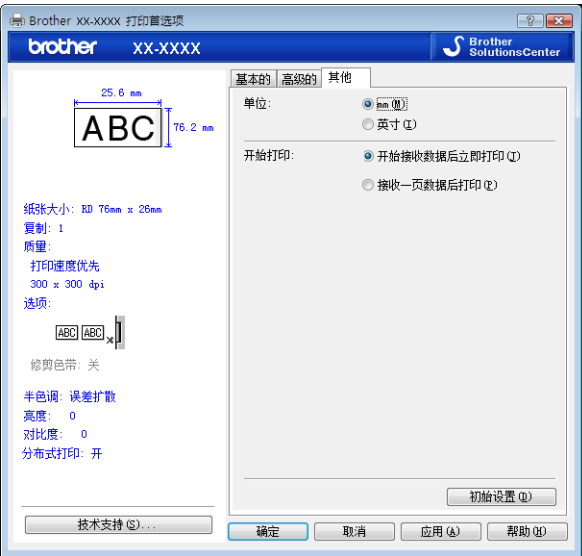 Brother XX-XXXX 打印首选项
brother XX-XXXX
Brother
SolutionsCenter
25.6 mm
ABC
76.2 mm
纸张大小: RD 76mm x 26mm
复制: 1
质量:
打印速度优先
300 x 300 dpi
选项:
ABC ABC
修剪色带: 关
半色调: 误差扩散
亮度: 0
对比度: 0
分布式打印: 开
技术支持(S)...
基本的 高级的 其他
单位: mm (M)
英寸(I)
开始打印: 开始接收数据后立即打印(T)
接收一页数据后打印(P)
初始设置(D)
确定 取消 应用(A) 帮助(H)